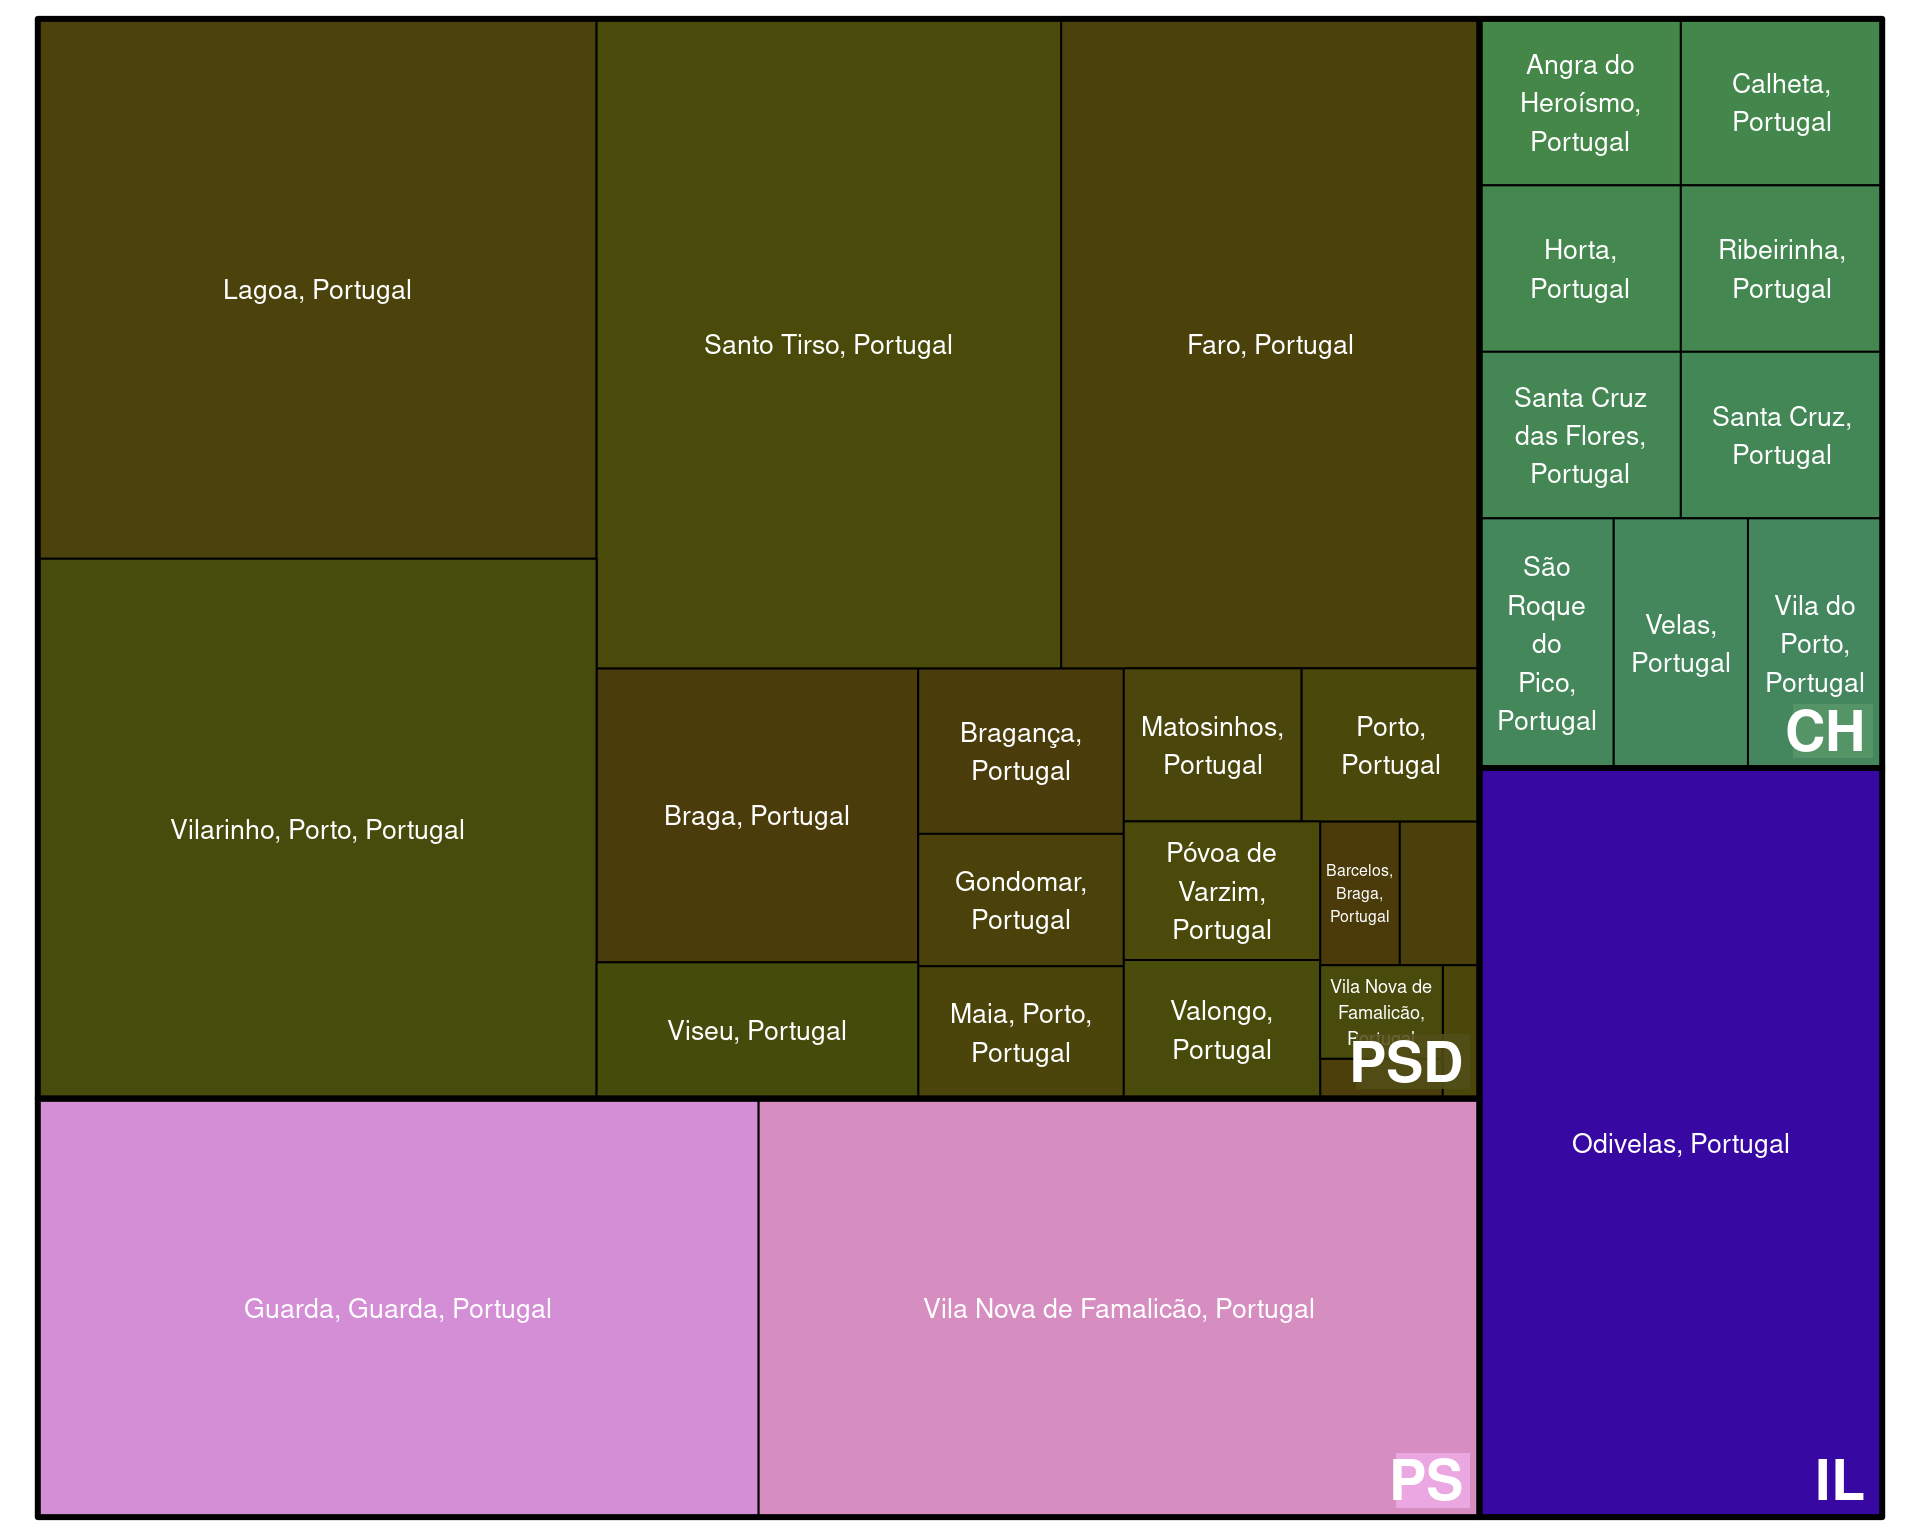 Lagoa, Portugal
Santo Tirso, Portugal
Faro, Portugal
Vilarinho, Porto, Portugal
Braga, Portugal
Viseu, Portugal
Bragança,
Portugal
Gondomar,
Portugal
Maia, Porto,
Portugal
Matosinhos,
Portugal
Porto,
Portugal
Póvoa de
Varzim,
Portugal
Valongo,
Portugal
Barcelos,
Braga,
Portugal
Vila Nova de
Famalicão,
Portugal
PSD
Guarda, Guarda, Portugal
Vila Nova de Famalicão, Portugal
PS
Angra do
Heroísmo,
Portugal
Calheta,
Portugal
Horta,
Portugal
Ribeirinha,
Portugal
Santa Cruz
das Flores,
Portugal
Santa Cruz,
Portugal
São
Roque
do
Pico,
Portugal
Velas,
Portugal
Vila do
Porto,
Portugal
CH
Odivelas, Portugal
IL